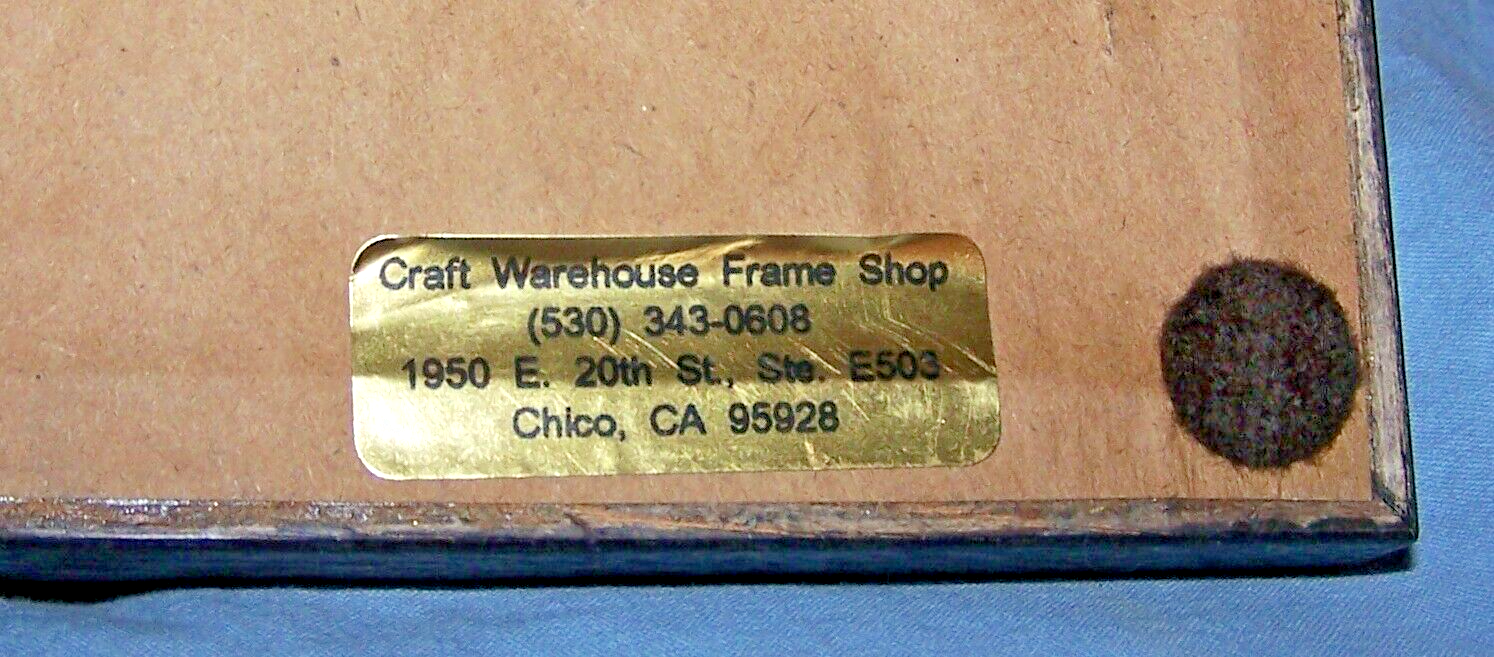 Craft Warehouse Frame Shop
(530) 343-0608
1950 E. 20th St., Ste. E503
Chico, CA 95928